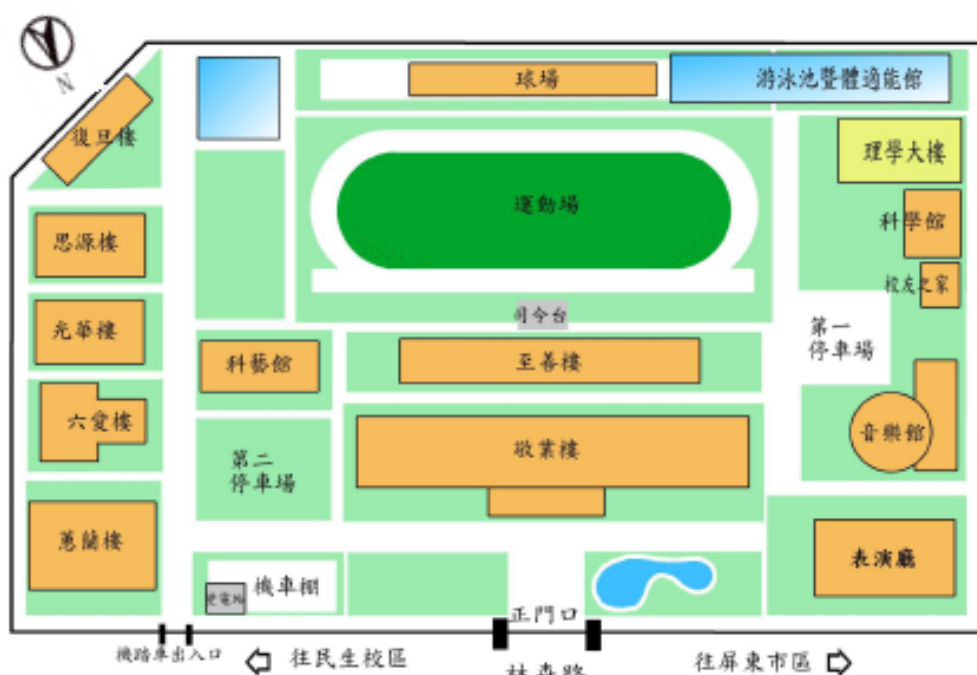 N
球場
游泳池暨體適能館
復旦樓
理學大樓
運動場
科學館
思源樓
校友之家
司令台
第一
停車場
光華樓
科藝館
至善樓
六愛樓
音樂館
敬業樓
第二
停車場
蕙蘭樓
表演廳
機車棚
變電站
正門口
機踏車出入口
往民生校區
林森路
往屏東市區